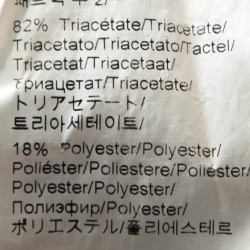 82% Triacétate/Triacetate/
Triacetato/Triacetato/Tactel/
Triacetat/Triacetaat/
Триацетат/Triacetate/
トリアセテート/
트리아세테이트/
18% Polyester/Polyester/
Poliéster/Poliestere/Poliéster/
Polyester/Polyester/
Полиэфир/Polyester/
ポリエステル/폴리에스테르